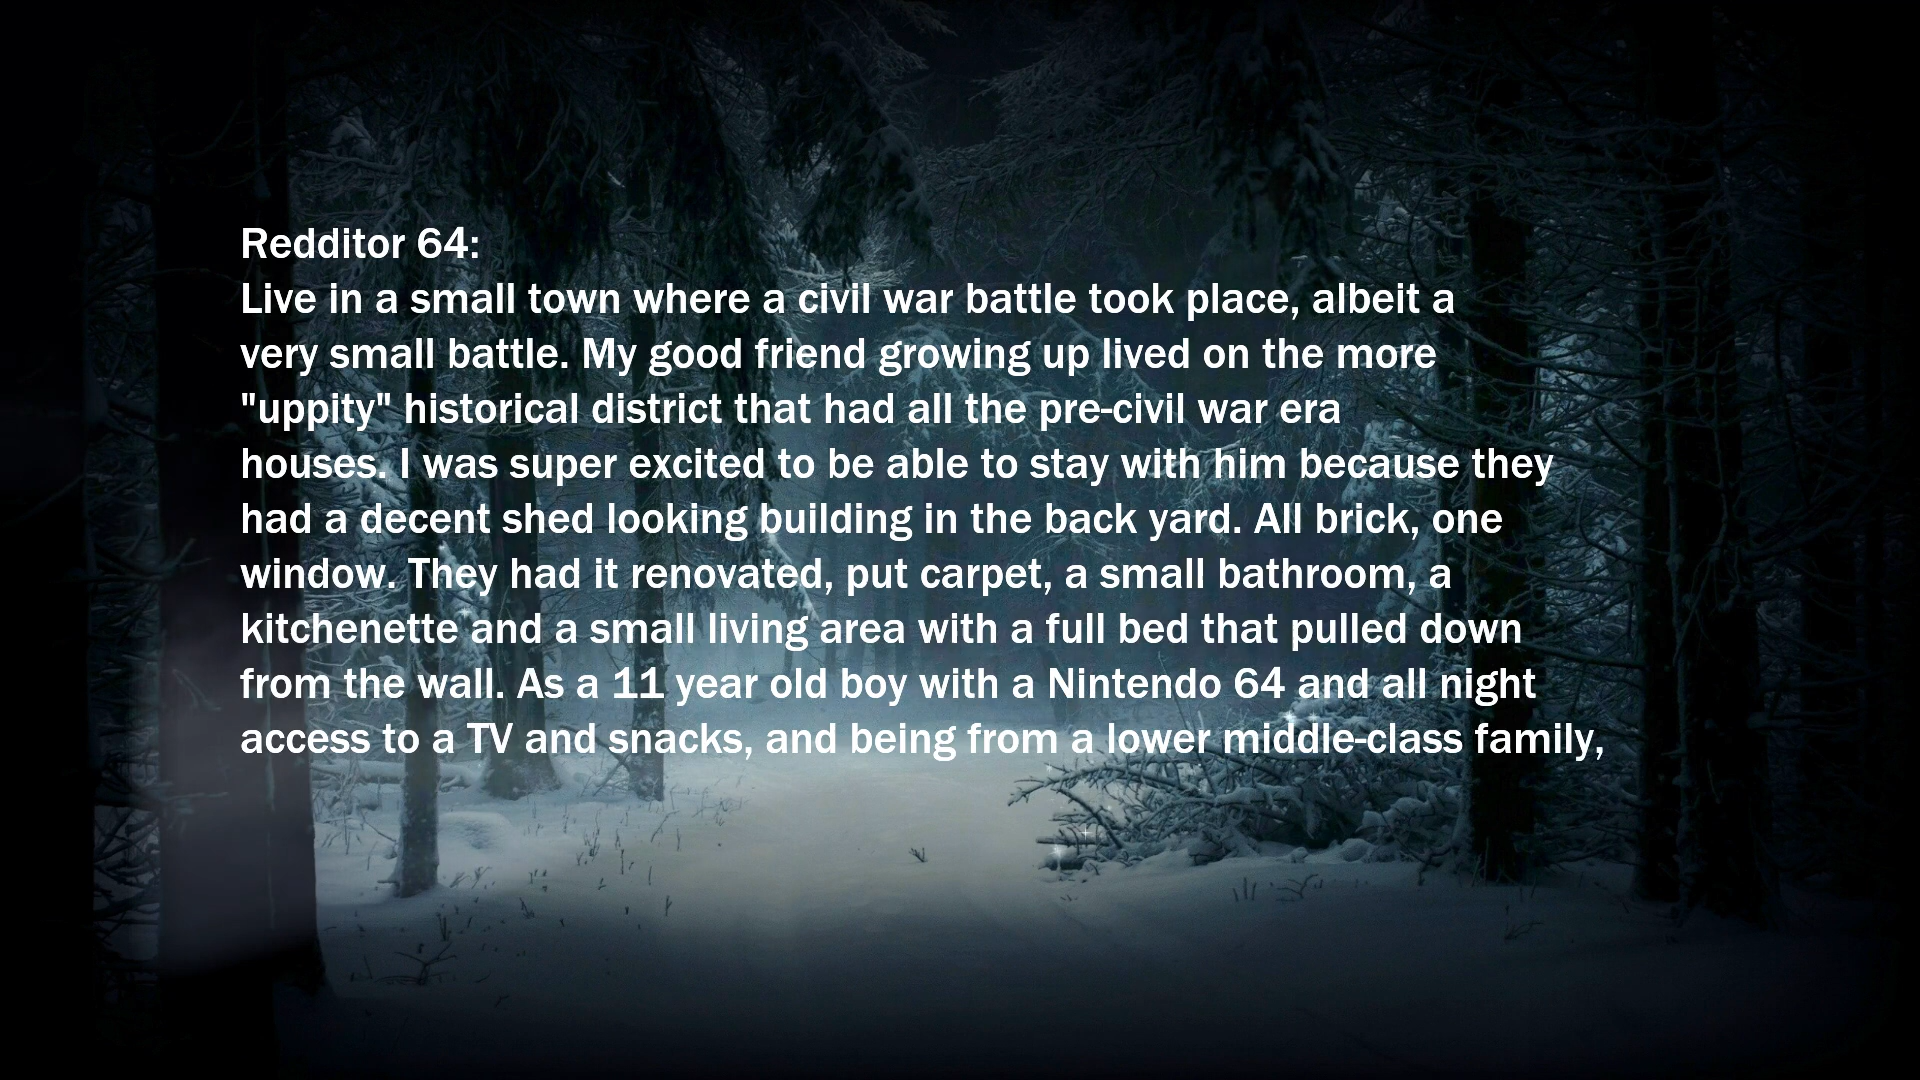 Redditor 64:
Live in a small town where a civil war battle took place, albeit a
very small battle. My good friend growing up lived on the more
"uppity" historical district that had all the pre-civil war era
houses. I was super excited to be able to stay with him because they
had a decent shed looking building in the back yard. All brick, one
window. They had it renovated, put carpet, a small bathroom, a
kitchenette and a small living area with a full bed that pulled down
from the wall. As a 11 year old boy with a Nintendo 64 and all night
access to a TV and snacks, and being from a lower middle-class family,